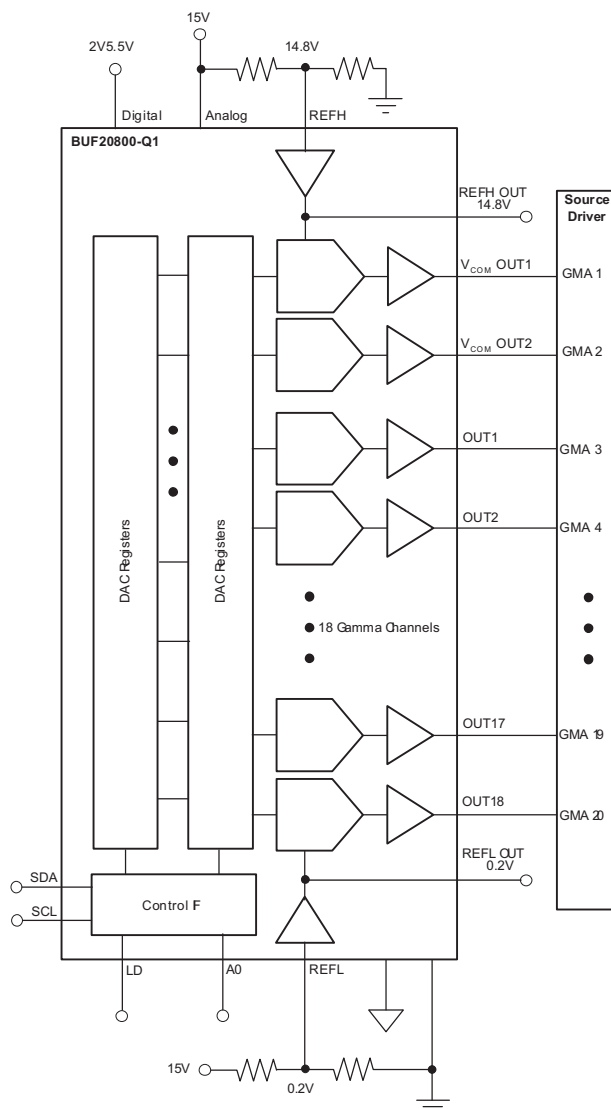 15V
2V5.5V
14.8V
Digital
Analog
REFH
BUF20800-Q1
REFH OUT
14.8V
Source
Driver
VCOM OUT1
GMA 1
VCOM OUT2
GMA 2
OUT1
GMA 3
OUT2
GMA 4
DAC Registers
DAC Registers
18 Gamma Channels
OUT17
GMA 19
OUT18
GMA 20
REFL OUT
0.2V
SDA
SCL
Control IF
LD
A0
REFL
15V
0.2V